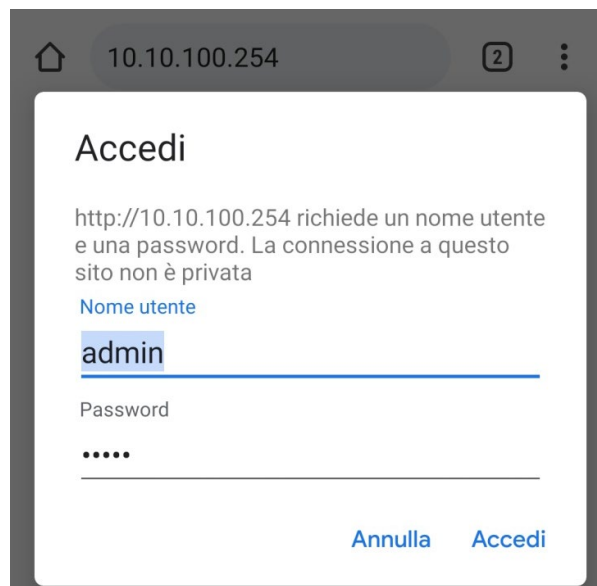 10.10.100.254
2
Accedi
http://10.10.100.254 richiede un nome utente
e una password. La connessione a questo
sito non è privata
Nome utente
admin
Password
•••••
Annulla Accedi